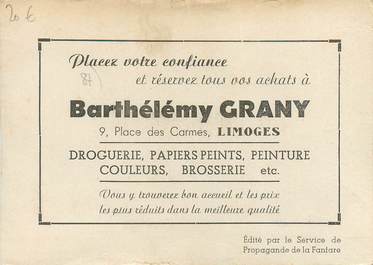 20 €
Placez votre confiance
et réservez tous vos achats à
87)
Barthélémy GRANY
9, Place des Carmes, LIMOGES
DROGUERIE, PAPIERS PEINTS, PEINTURE
COULEURS, BROSSERIE etc.
Vous y trouverez bon accueil et les prix
les plus réduits dans la meilleure qualité
Édité par le Service de
Propagande de la Fanfare